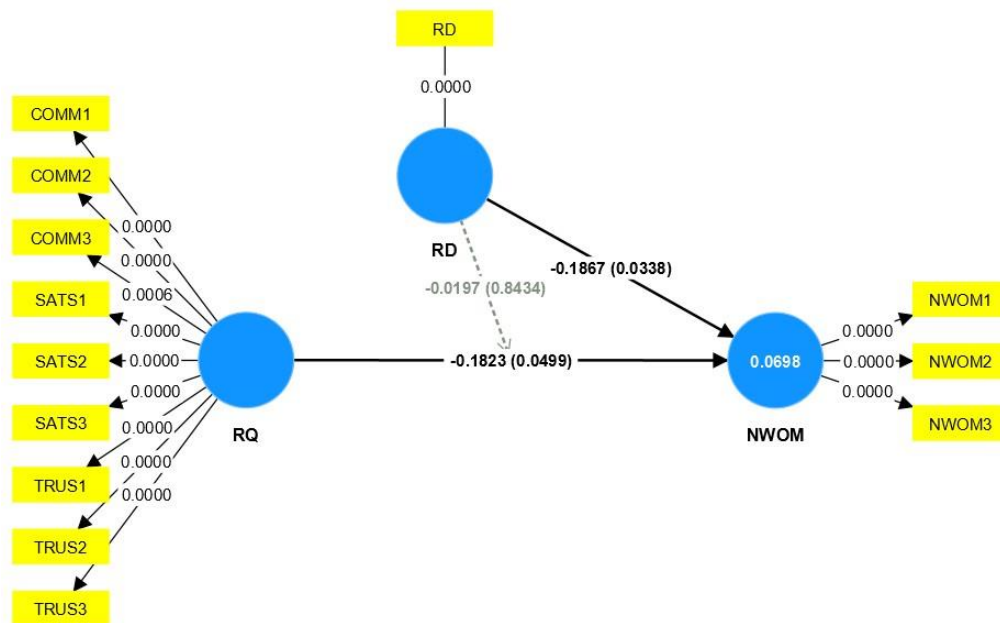 RD
0.0000
COMM1
COMM2
COMM3
SATS1
SATS2
SATS3
TRUS1
TRUS2
TRUS3
0.0000
0.0000
0.0006
0.0000
0.0000
0.0000
0.0000
0.0000
0.0000
RQ
RD
-0.0197 (0.8434)
-0.1867 (0.0338)
-0.1823 (0.0499)
0.0698
NWOM
0.0000
0.0000
0.0000
NWOM1
NWOM2
NWOM3